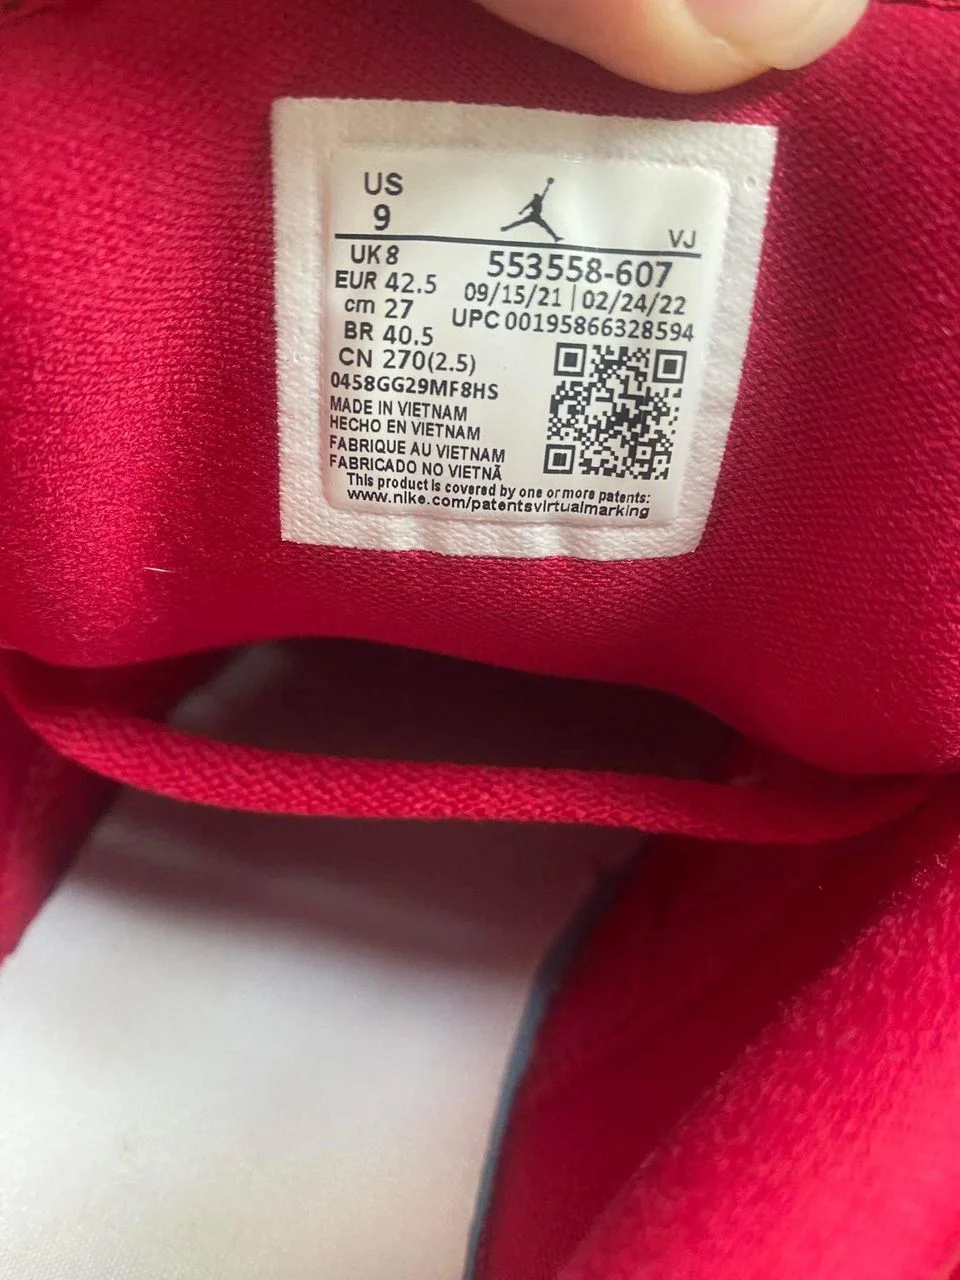 US
9
VJ
UK 8
EUR 42.5
cm 27
BR 40.5
CN 270(2.5)
553558-607
09/15/21 | 02/24/22
UPC 00195866328594
0458GG29MF8HS
MADE IN VIETNAM
HECHO EN VIETNAM
FABRIQUE AU VIETNAM
FABRICADO NO VIETNÃ
This product is covered by one or more patents:
www.nike.com/patentsvirtualmarking